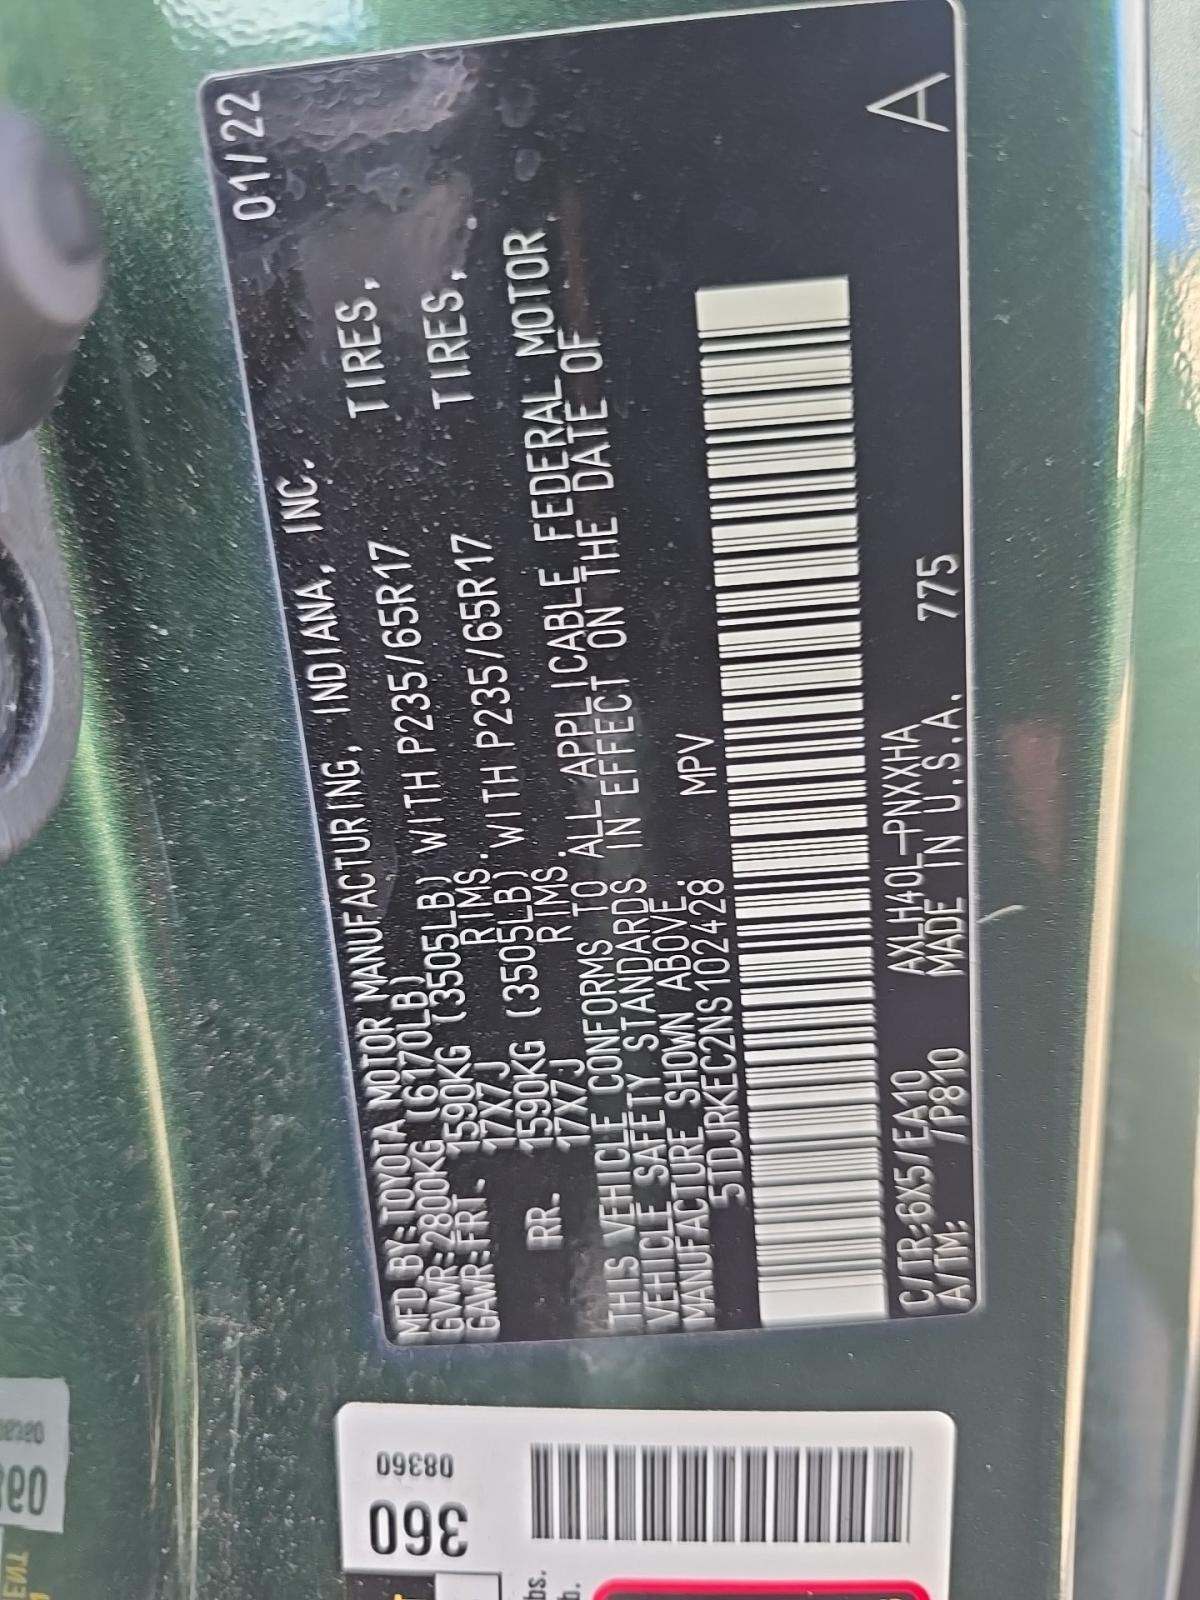 MFD. BY: TOYOTA MOTOR MANUFACTURING, INDIANA, INC. 01/22
GVWR: 2800KG (6170LB)
GAWR: FRT. 1590KG (3505LB) WITH P235/65R17 TIRES,
17X7J RIMS.
RR. 1590KG (3505LB) WITH P235/65R17 TIRES,
17X7J RIMS.
THIS VEHICLE CONFORMS TO ALL APPLICABLE FEDERAL MOTOR
VEHICLE SAFETY STANDARDS IN EFFECT ON THE DATE OF
MANUFACTURE SHOWN ABOVE.
5TDJRKEC2NS102428 MPV
C/TR: 6X5/EA10 AXLH40L-PNXXHA
A/TM: /P810 MADE IN U.S.A. 775
A
08360
360